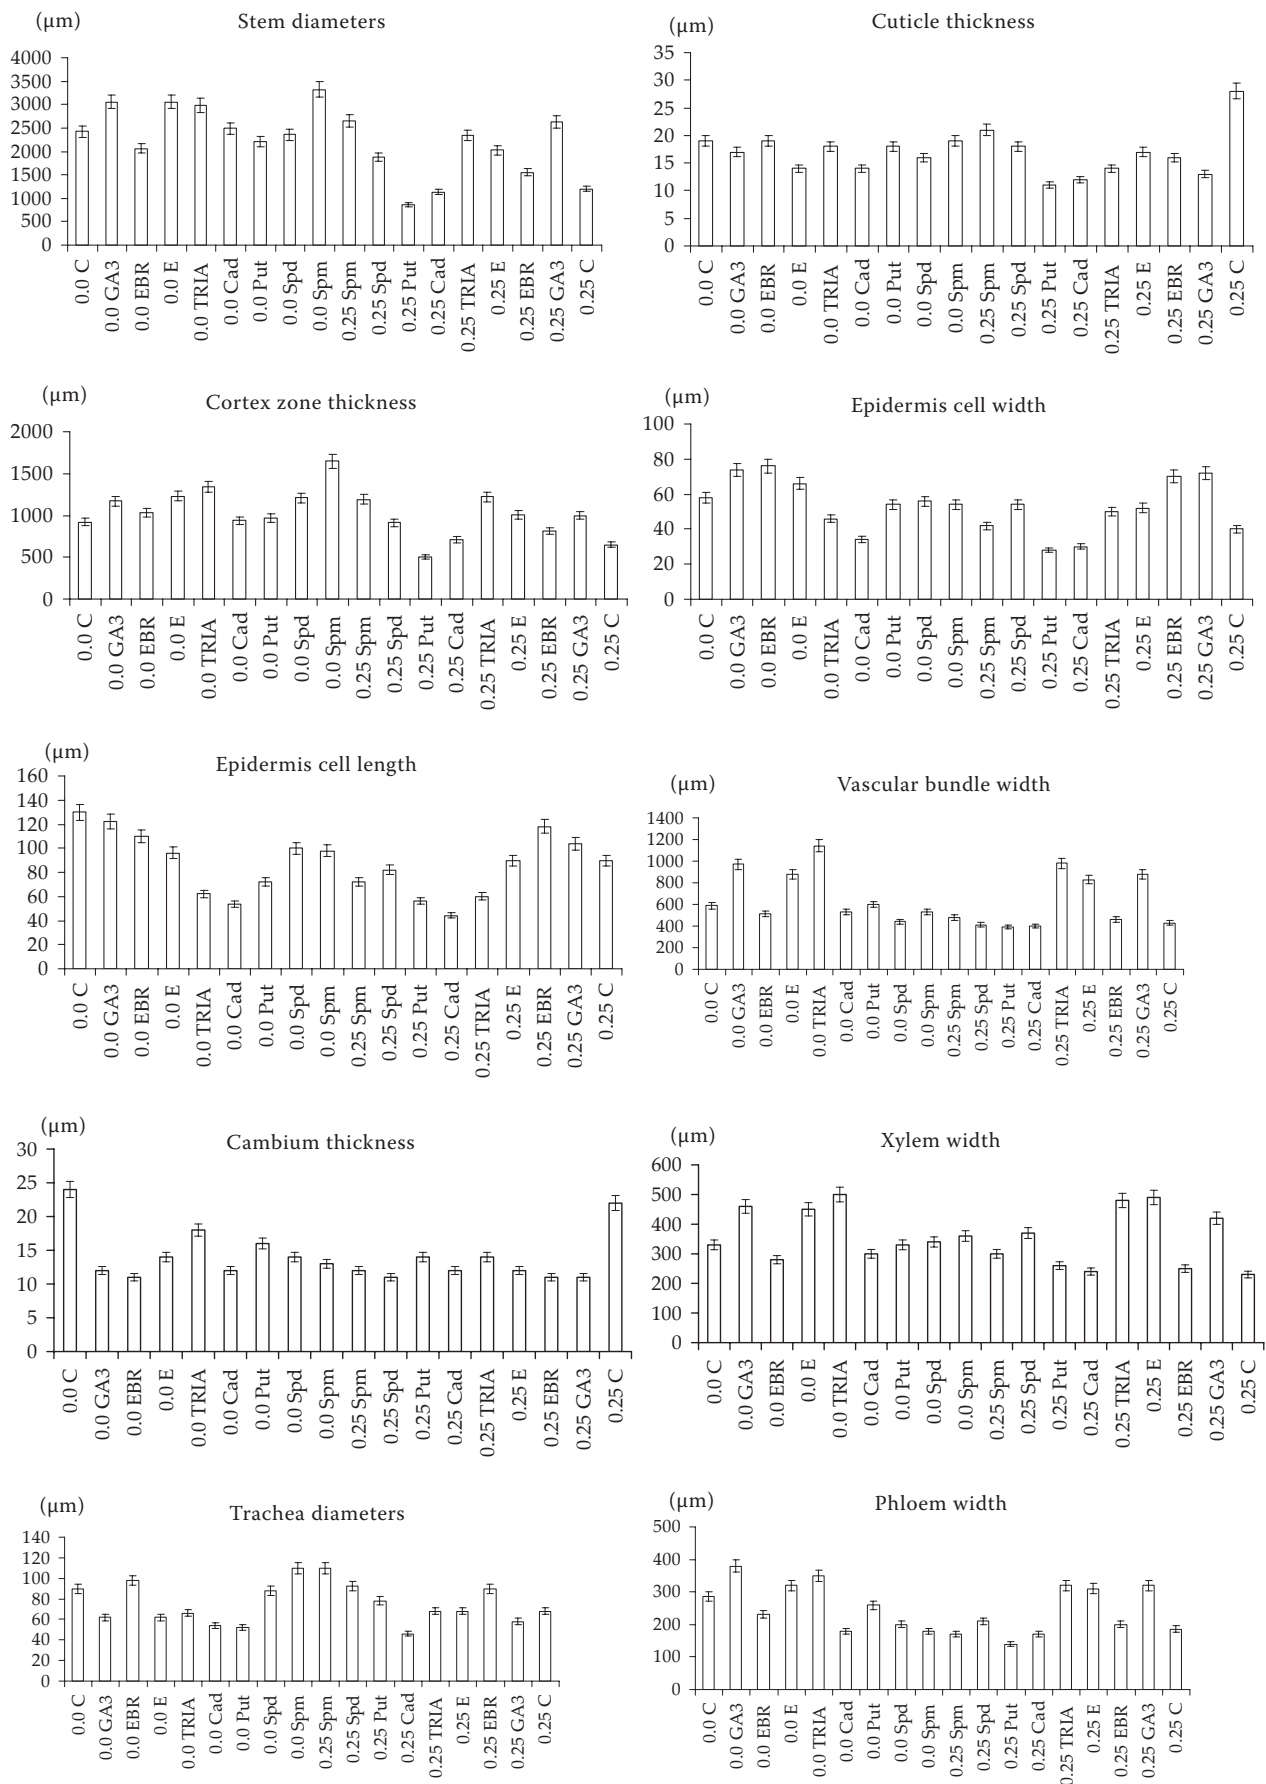 (µm)
Stem diameters
4000
3500
3000
2500
2000
1500
1000
500
0
0.0 C
0.0 GA3
0.0 EBR
0.0 E
0.0 TRIA
0.0 Cad
0.0 Put
0.0 Spd
0.0 Spm
0.25 Spm
0.25 Spd
0.25 Put
0.25 Cad
0.25 TRIA
0.25 E
0.25 EBR
0.25 GA3
0.25 C
(µm)
Cuticle thickness
35
30
25
20
15
10
5
0
0.0 C
0.0 GA3
0.0 EBR
0.0 E
0.0 TRIA
0.0 Cad
0.0 Put
0.0 Spd
0.0 Spm
0.25 Spm
0.25 Spd
0.25 Put
0.25 Cad
0.25 TRIA
0.25 E
0.25 EBR
0.25 GA3
0.25 C
(µm)
Cortex zone thickness
2000
1500
1000
500
0
0.0 C
0.0 GA3
0.0 EBR
0.0 E
0.0 TRIA
0.0 Cad
0.0 Put
0.0 Spd
0.0 Spm
0.25 Spm
0.25 Spd
0.25 Put
0.25 Cad
0.25 TRIA
0.25 E
0.25 EBR
0.25 GA3
0.25 C
(µm)
Epidermis cell width
100
80
60
40
20
0
0.0 C
0.0 GA3
0.0 EBR
0.0 E
0.0 TRIA
0.0 Cad
0.0 Put
0.0 Spd
0.0 Spm
0.25 Spm
0.25 Spd
0.25 Put
0.25 Cad
0.25 TRIA
0.25 E
0.25 EBR
0.25 GA3
0.25 C
(µm)
Epidermis cell length
160
140
120
100
80
60
40
20
0
0.0 C
0.0 GA3
0.0 EBR
0.0 E
0.0 TRIA
0.0 Cad
0.0 Put
0.0 Spd
0.0 Spm
0.25 Spm
0.25 Spd
0.25 Put
0.25 Cad
0.25 TRIA
0.25 E
0.25 EBR
0.25 GA3
0.25 C
(µm)
Vascular bundle width
1400
1200
1000
800
600
400
200
0
0.0 C
0.0 GA3
0.0 EBR
0.0 E
0.0 TRIA
0.0 Cad
0.0 Put
0.0 Spd
0.0 Spm
0.25 Spm
0.25 Spd
0.25 Put
0.25 Cad
0.25 TRIA
0.25 E
0.25 EBR
0.25 GA3
0.25 C
(µm)
Cambium thickness
30
25
20
15
10
5
0
0.0 C
0.0 GA3
0.0 EBR
0.0 E
0.0 TRIA
0.0 Cad
0.0 Put
0.0 Spd
0.0 Spm
0.25 Spm
0.25 Spd
0.25 Put
0.25 Cad
0.25 TRIA
0.25 E
0.25 EBR
0.25 GA3
0.25 C
(µm)
Xylem width
600
500
400
300
200
100
0
0.0 C
0.0 GA3
0.0 EBR
0.0 E
0.0 TRIA
0.0 Cad
0.0 Put
0.0 Spd
0.0 Spm
0.25 Spm
0.25 Spd
0.25 Put
0.25 Cad
0.25 TRIA
0.25 E
0.25 EBR
0.25 GA3
0.25 C
(µm)
Trachea diameters
140
120
100
80
60
40
20
0
0.0 C
0.0 GA3
0.0 EBR
0.0 E
0.0 TRIA
0.0 Cad
0.0 Put
0.0 Spd
0.0 Spm
0.25 Spm
0.25 Spd
0.25 Put
0.25 Cad
0.25 TRIA
0.25 E
0.25 EBR
0.25 GA3
0.25 C
(µm)
Phloem width
500
400
300
200
100
0
0.0 C
0.0 GA3
0.0 EBR
0.0 E
0.0 TRIA
0.0 Cad
0.0 Put
0.0 Spd
0.0 Spm
0.25 Spm
0.25 Spd
0.25 Put
0.25 Cad
0.25 TRIA
0.25 E
0.25 EBR
0.25 GA3
0.25 C